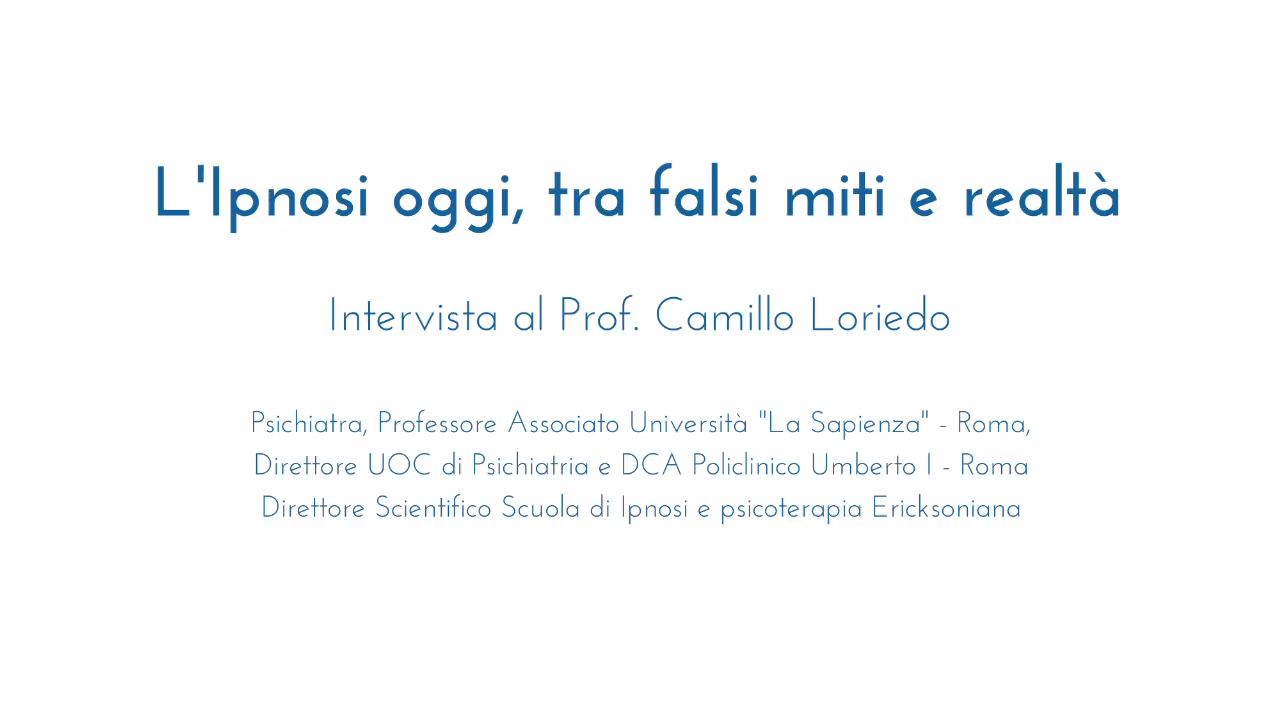 L'Ipnosi oggi, tra falsi miti e realtà
Intervista al Prof. Camillo Loriedo
Psichiatra, Professore Associato Università "La Sapienza" - Roma,
Direttore UOC di Psichiatria e DCA Policlinico Umberto I - Roma
Direttore Scientifico Scuola di Ipnosi e psicoterapia Ericksoniana